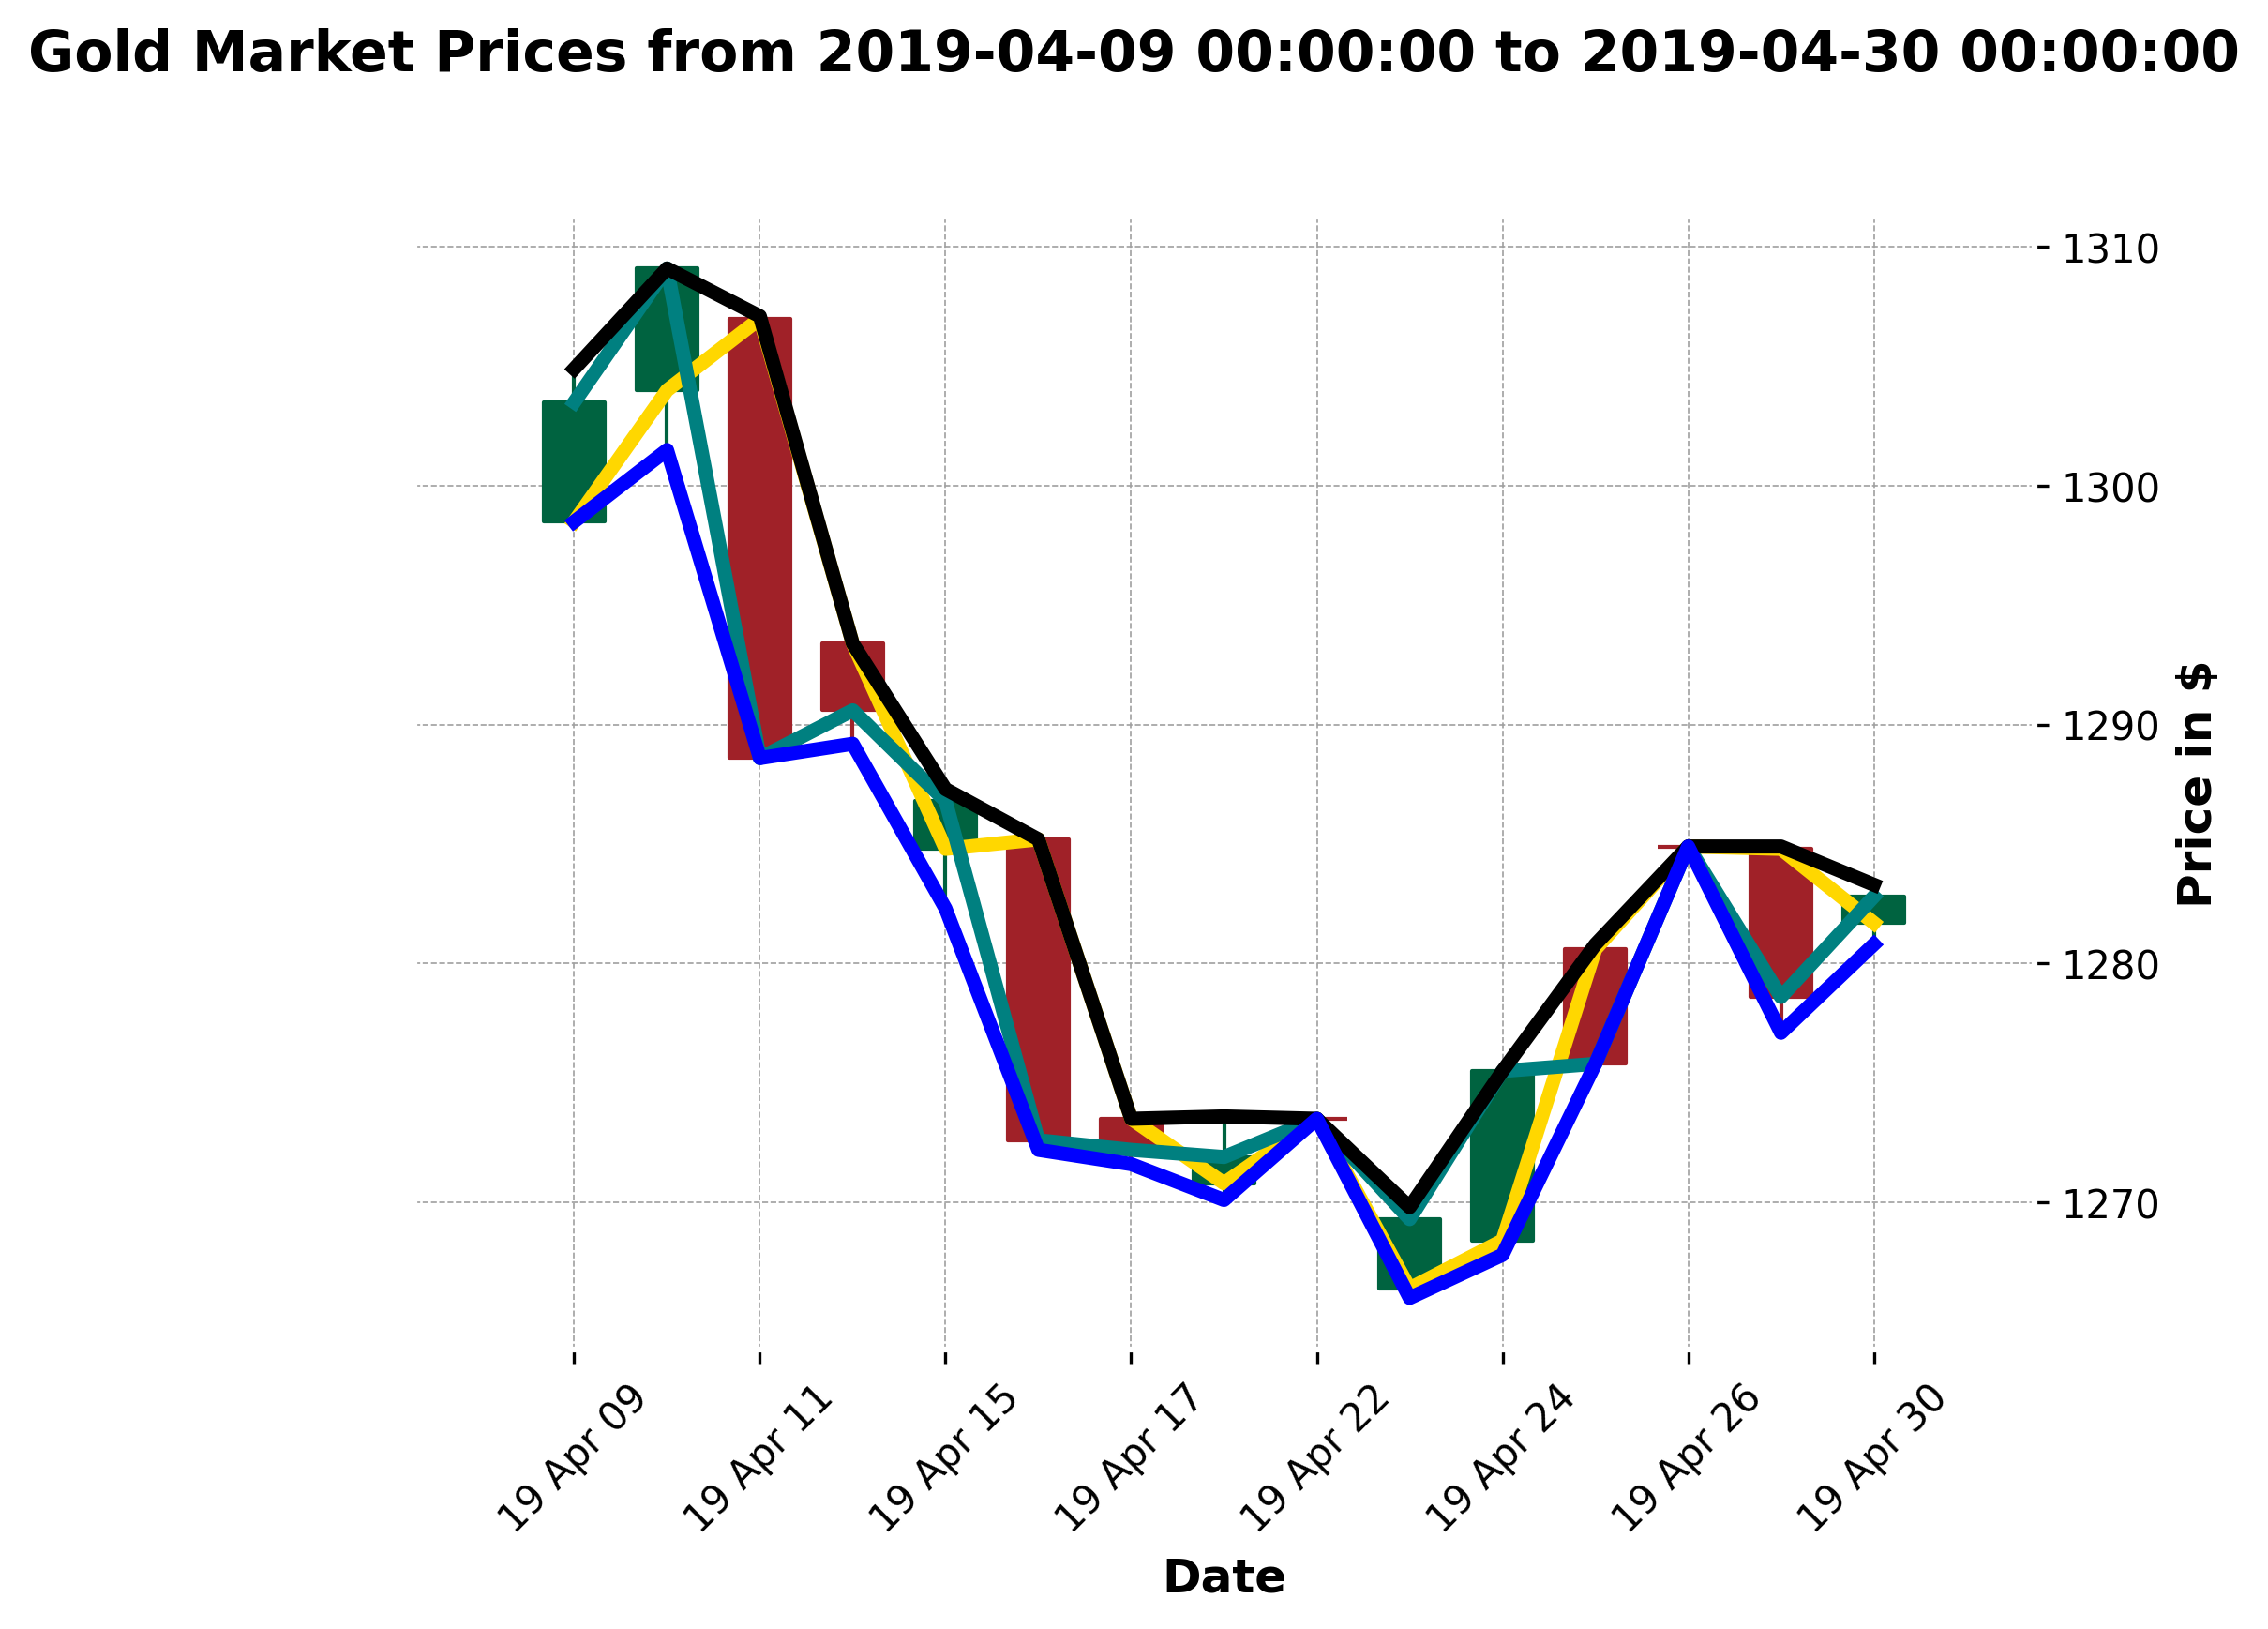 Gold Market Prices from 2019-04-09 00:00:00 to 2019-04-30 00:00:00
1310
1300
1290
1280
1270
Price in $
19 Apr 09
19 Apr 11
19 Apr 15
19 Apr 17
19 Apr 22
19 Apr 24
19 Apr 26
19 Apr 30
Date